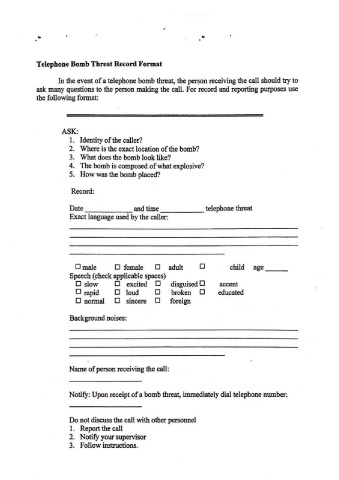 Telephone Bomb Threat Record Format
In the event of a telephone bomb threat, the person receiving the call should try to
ask many questions to the person making the call. For record and reporting purposes use
the following format:
ASK:
1. Identity of the caller?
2. Where is the exact location of the bomb?
3. What does the bomb look like?
4. The bomb is composed of what explosive?
5. How was the bomb placed?
Record:
Date ____________ and time ____________ telephone threat
Exact language used by the caller:
☐ male ☐ female ☐ adult ☐ child age ______
Speech (check applicable spaces)
☐ slow ☐ excited ☐ disguised ☐ accent
☐ rapid ☐ loud ☐ broken ☐ educated
☐ normal ☐ sincere ☐ foreign
Background noises:
Name of person receiving the call:
Notify: Upon receipt of a bomb threat, immediately dial telephone number:
Do not discuss the call with other personnel
1. Report the call
2. Notify your supervisor
3. Follow instructions.